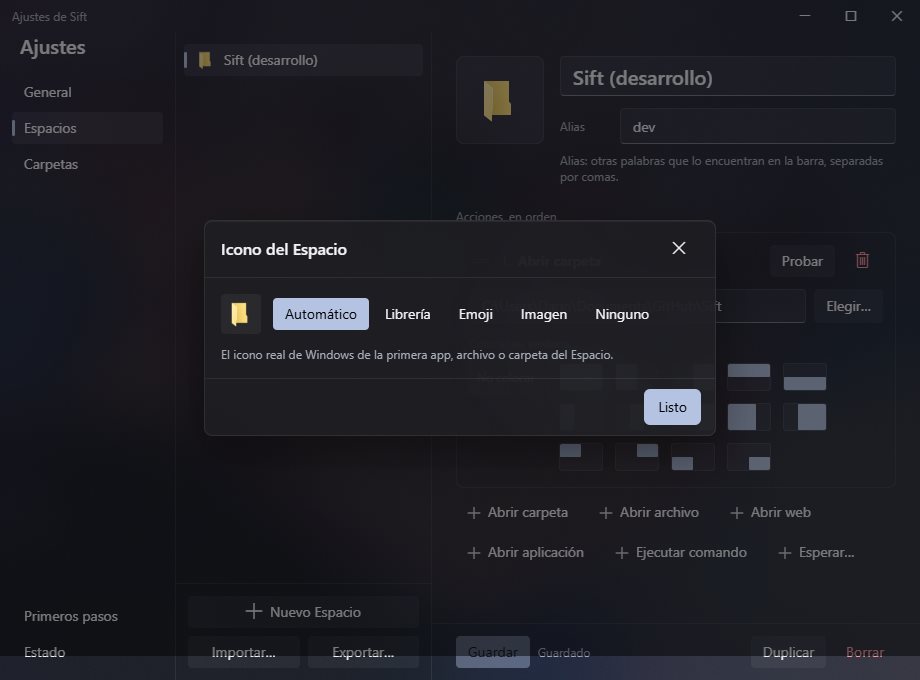 Ajustes de Sift
Ajustes
General
Espacios
Carpetas
Primeros pasos
Estado
Sift (desarrollo)
Nuevo Espacio
Importar...
Exportar...
Sift (desarrollo)
Alias
dev
Alias: otras palabras que lo encuentran en la barra, separadas
por comas.
Acciones, en orden
Abrir carpeta
Probar
Elegir...
Icono del Espacio
Automático
Librería
Emoji
Imagen
Ninguno
El icono real de Windows de la primera app, archivo o carpeta del Espacio.
Listo
Abrir carpeta
Abrir archivo
Abrir web
Abrir aplicación
Ejecutar comando
Esperar...
Guardar
Guardado
Duplicar
Borrar